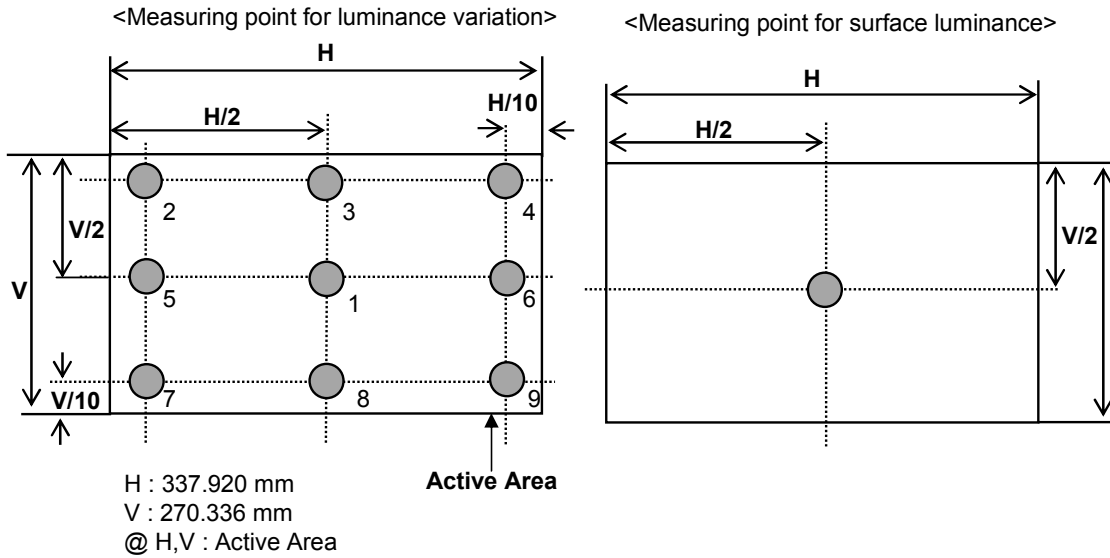 <Measuring point for luminance variation>
<Measuring point for surface luminance>
H
H/10
H/2
2
3
4
V/2
V
5
1
6
V/10
7
8
9
Active Area
H : 337.920 mm
V : 270.336 mm
@ H,V : Active Area
H
H/2
V/2